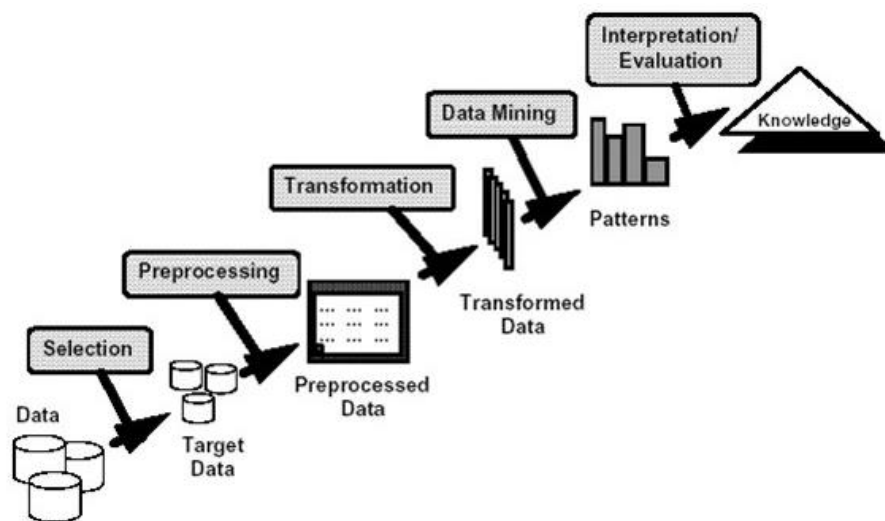 Interpretation/
Evaluation
Data Mining
Knowledge
Transformation
Patterns
Preprocessing
Transformed
Data
Selection
Preprocessed
Data
Data
Target
Data